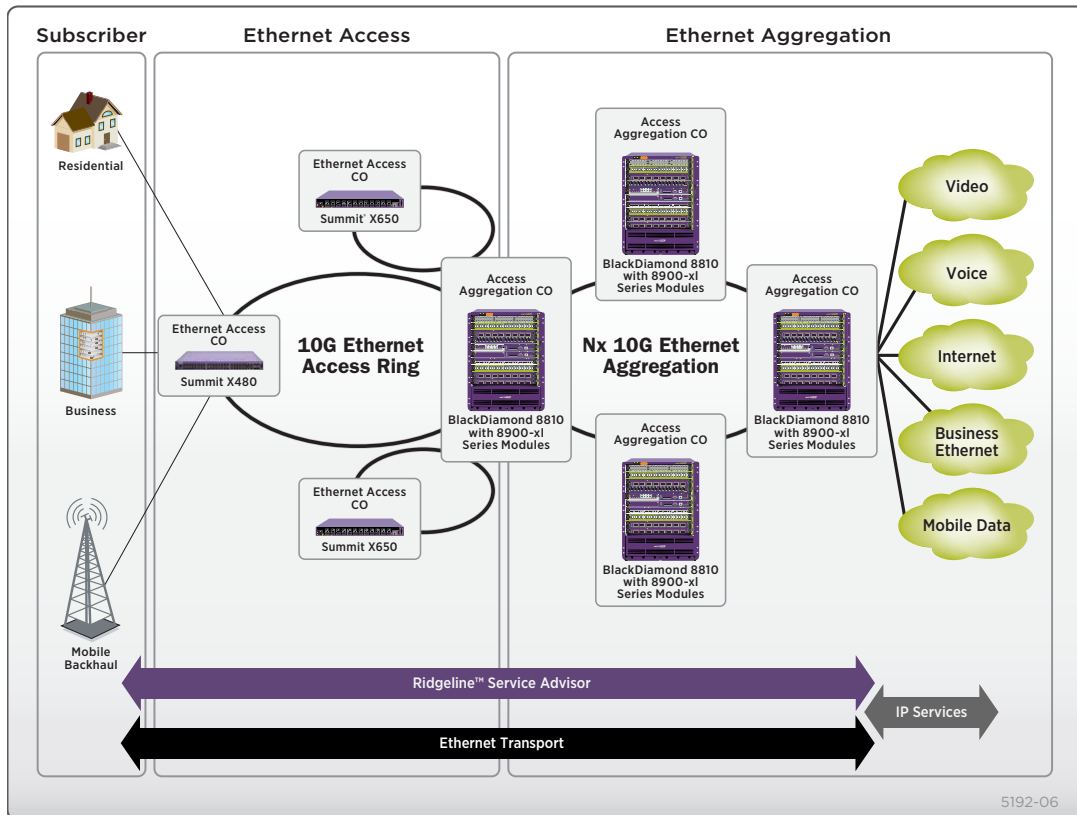 Subscriber
Ethernet Access
Ethernet Aggregation
Residential
Business
Mobile
Backhaul
Ethernet Access
CO
Summit X480
Ethernet Access
CO
Summit® X650
10G Ethernet
Access Ring
Ethernet Access
CO
Summit X650
Access
Aggregation CO
BlackDiamond 8810
with 8900-xl
Series Modules
Access
Aggregation CO
BlackDiamond 8810
with 8900-xl
Series Modules
Nx 10G Ethernet
Aggregation
Access
Aggregation CO
BlackDiamond 8810
with 8900-xl
Series Modules
Access
Aggregation CO
BlackDiamond 8810
with 8900-xl
Series Modules
Video
Voice
Internet
Business
Ethernet
Mobile Data
Ridgeline™ Service Advisor
IP Services
Ethernet Transport
5192-06